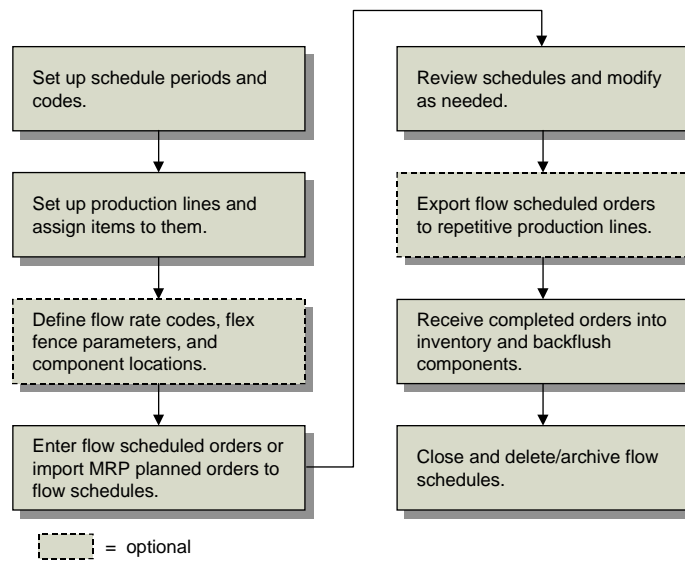 Set up schedule periods and
codes.
Set up production lines and
assign items to them.
Define flow rate codes, flex
fence parameters, and
component locations.
Enter flow scheduled orders or
import MRP planned orders to
flow schedules.
Review schedules and modify
as needed.
Export flow scheduled orders
to repetitive production lines.
Receive completed orders into
inventory and backflush
components.
Close and delete/archive flow
schedules.
= optional